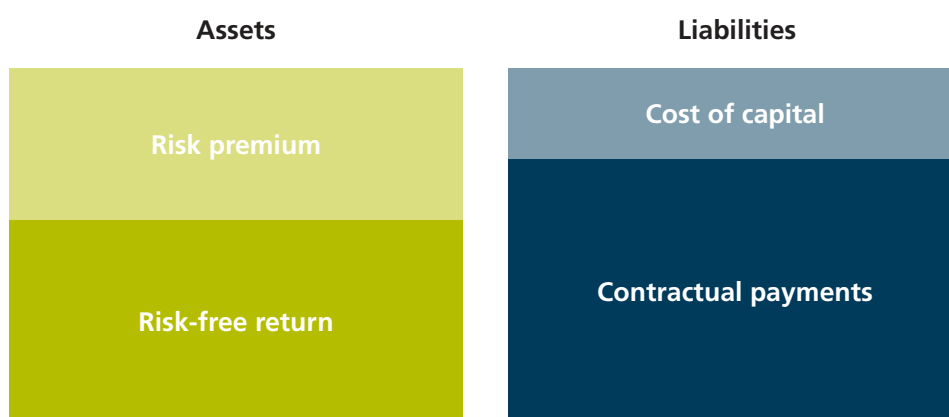 Assets
Liabilities
Risk premium
Cost of capital
Risk-free return
Contractual payments